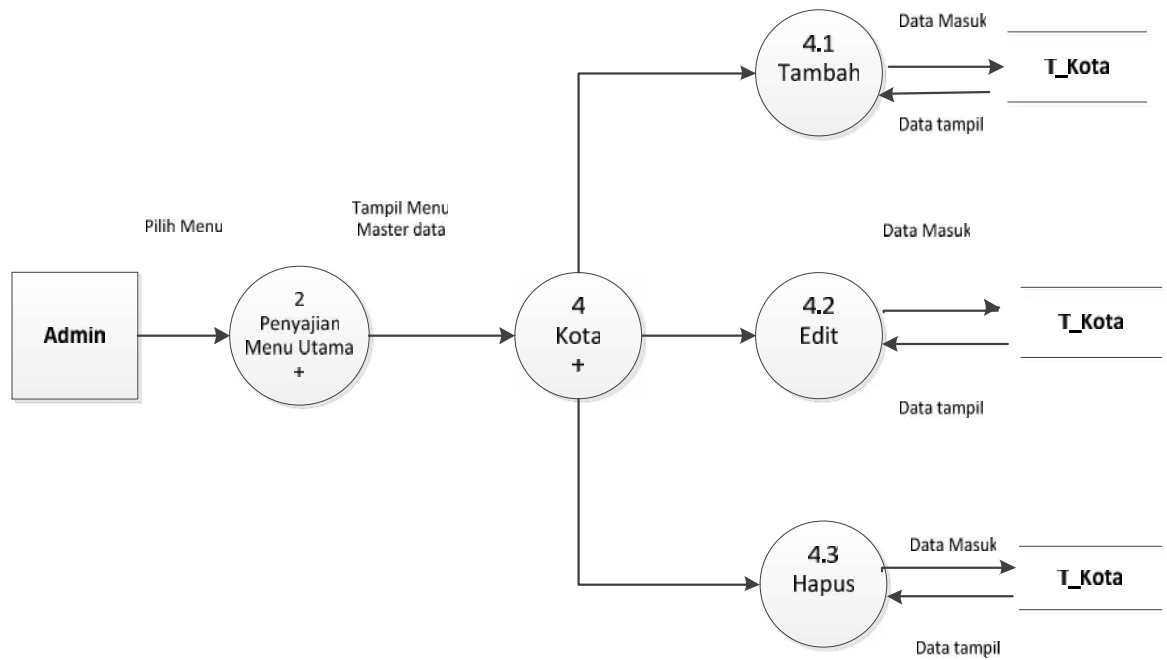 Data Masuk
4.1
Tambah
T_Kota
Data tampil
Tampil Menu
Master data
Pilih Menu
Data Masuk
Admin
2
Penyajian
Menu Utama
+
4
Kota
+
4.2
Edit
T_Kota
Data tampil
4.3
Hapus
Data Masuk
T_Kota
Data tampil